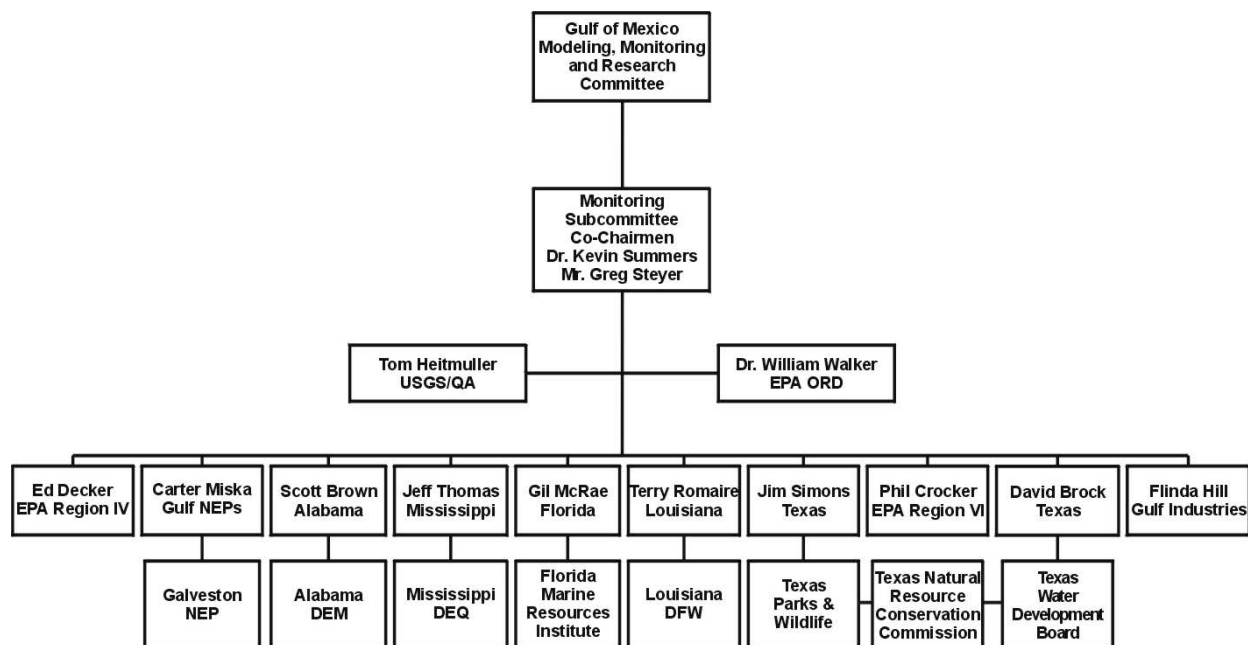 Gulf of Mexico
Modeling, Monitoring
and Research
Committee
Monitoring
Subcommittee
Co-Chairmen
Dr. Kevin Summers
Mr. Greg Steyer
Tom Heitmuller
USGS/QA
Dr. William Walker
EPA ORD
Ed Decker
EPA Region IV
Carter Miska
Gulf NEPs
Scott Brown
Alabama
Jeff Thomas
Mississippi
Gil McRae
Florida
Terry Romaire
Louisiana
Jim Simons
Texas
Phil Crocker
EPA Region VI
David Brock
Texas
Flinda Hill
Gulf Industries
Galveston
NEP
Alabama
DEM
Mississippi
DEQ
Florida
Marine
Resources
Institute
Louisiana
DFW
Texas
Parks &
Wildlife
Texas Natural
Resource
Conservation
Commission
Texas
Water
Development
Board